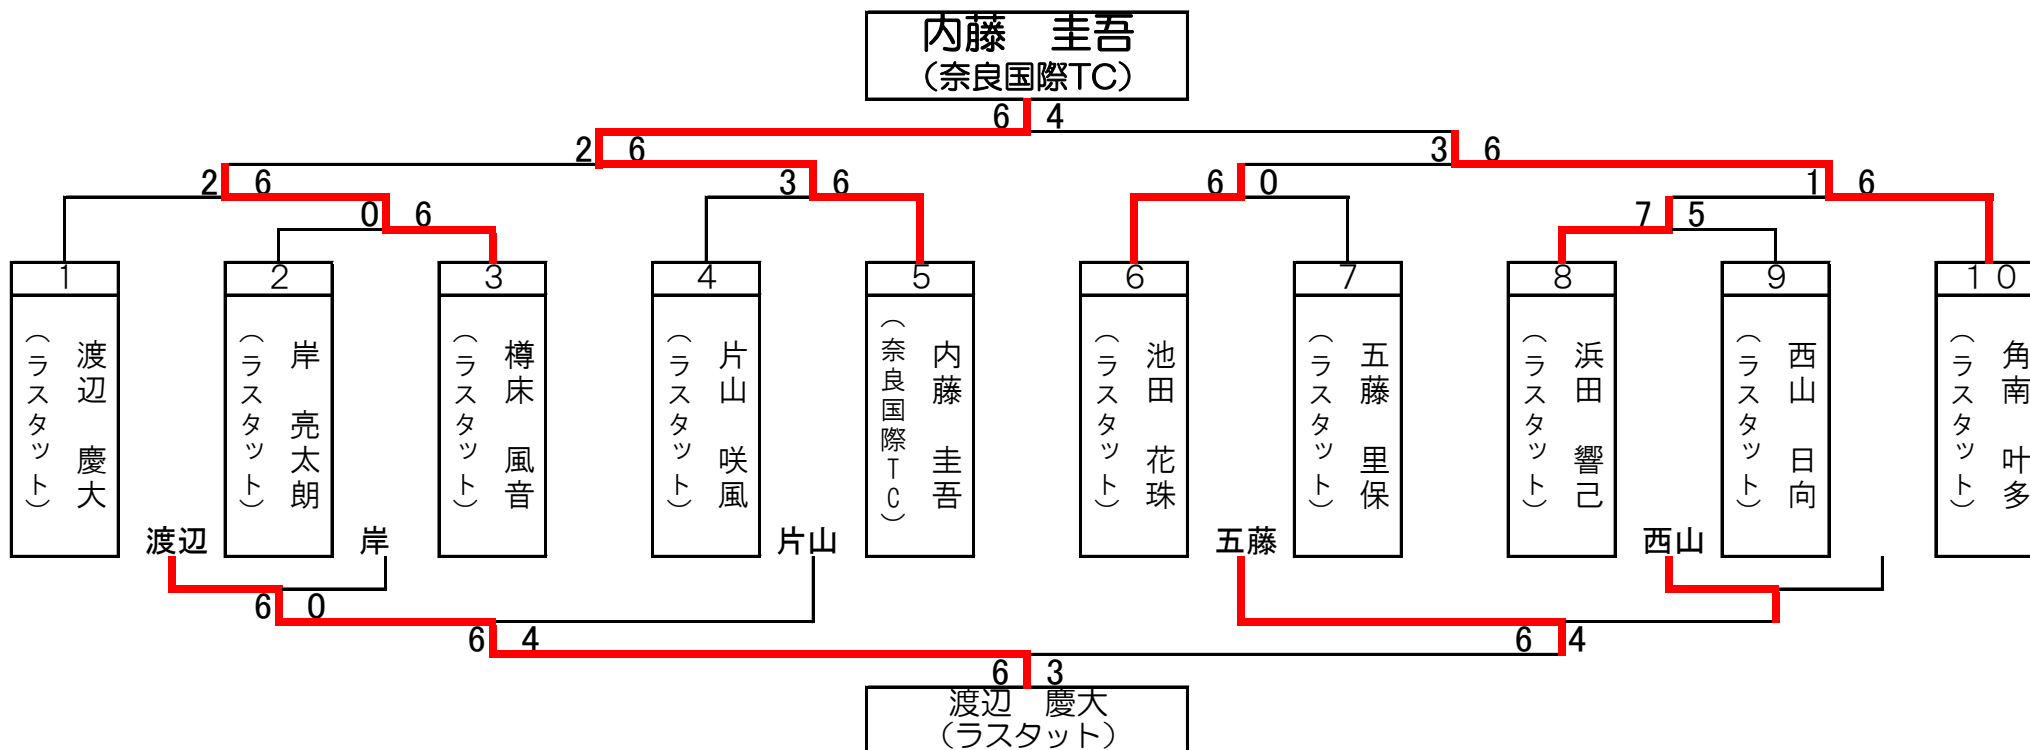 内藤　圭吾
（奈良国際TC）
6 4
2 6
3 6
2 6
3 6
6 0
1 6
0 6
7 5
1
2
3
4
5
6
7
8
9
10
渡辺　慶大
（ラスタット）
岸　亮太朗
（ラスタット）
樽床　風音
（ラスタット）
片山　咲風
（ラスタット）
内藤　圭吾
（奈良国際TC）
池田　花珠
（ラスタット）
五藤　里保
（ラスタット）
浜田　響己
（ラスタット）
西山　日向
（ラスタット）
角南　叶多
（ラスタット）
渡辺
岸
片山
五藤
西山
6 0
6 4
6 4
6 3
渡辺　慶大
（ラスタット）